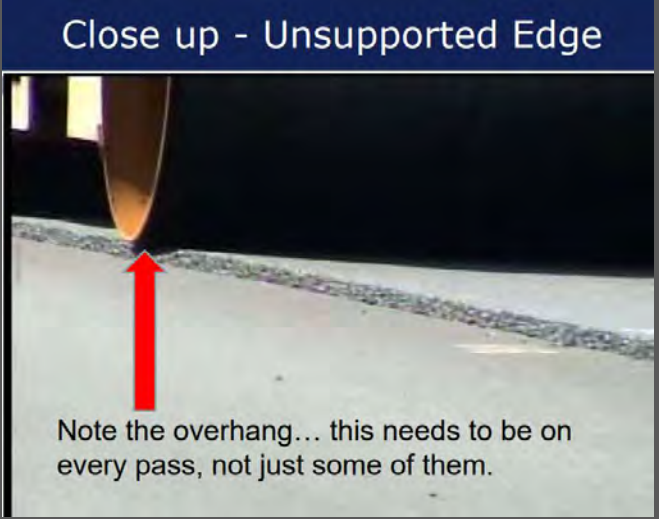 Close up - Unsupported Edge
Note the overhang… this needs to be on
every pass, not just some of them.